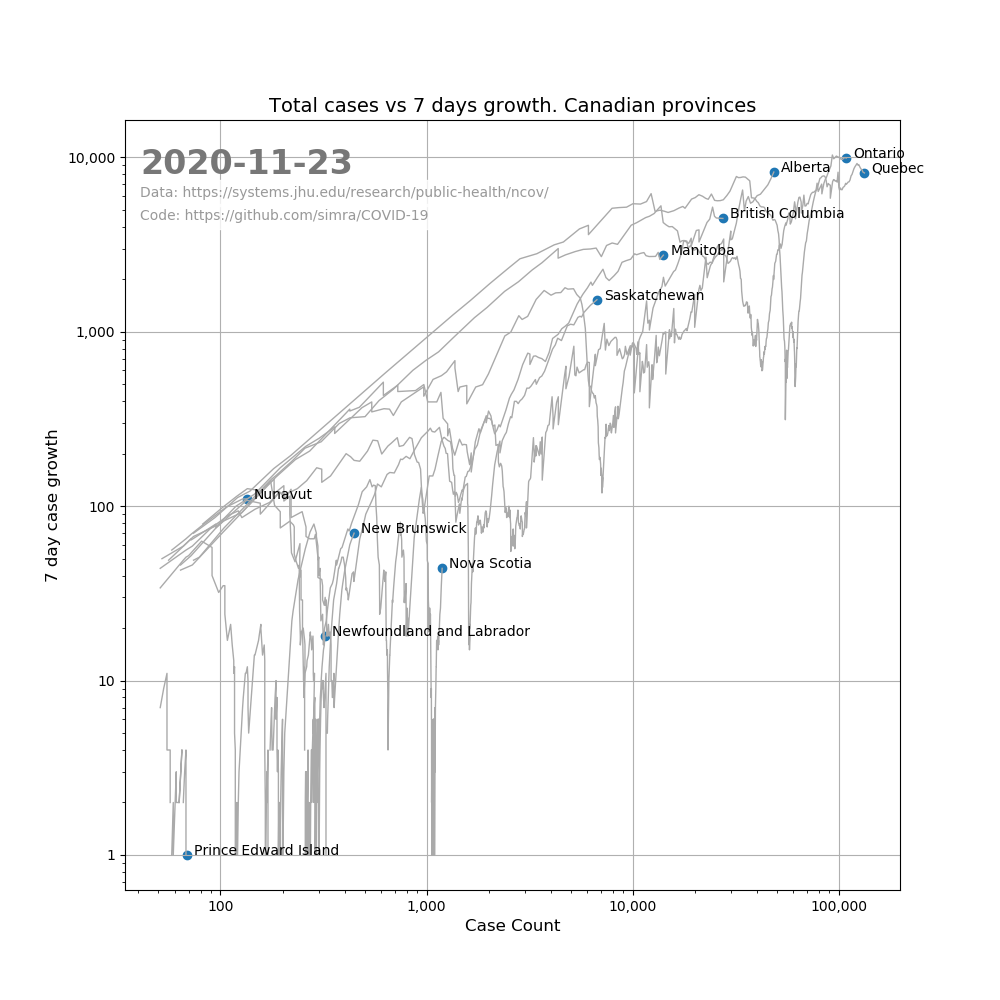 Total cases vs 7 days growth. Canadian provinces
2020-11-23
Data: https://systems.jhu.edu/research/public-health/ncov/
Code: https://github.com/simra/COVID-19
10,000
1,000
100
10
1
7 day case growth
Ontario
Alberta
Quebec
British Columbia
Manitoba
Saskatchewan
Nunavut
New Brunswick
Nova Scotia
Newfoundland and Labrador
Prince Edward Island
100
1,000
10,000
100,000
Case Count